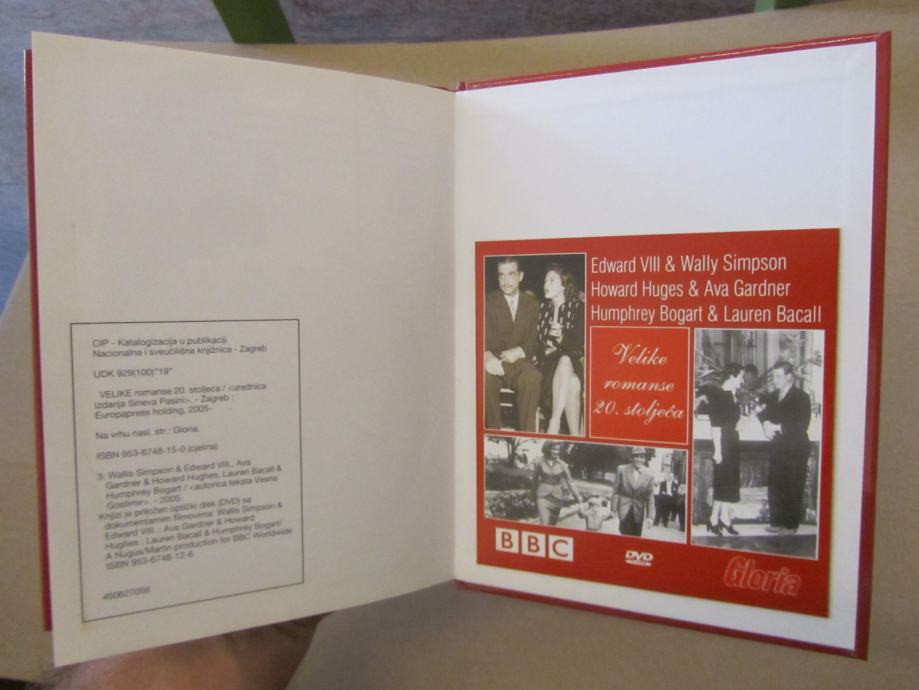 CIP - Katalogizacija u publikaciji
Nacionalna i sveučilišna knjižnica - Zagreb
UDK 929(100)"19"
VELIKE romanse 20. stoljeća / <urednica
izdanja Sineva Pasini>. - Zagreb :
Europapress holding, 2005-
Na vrhu nasl. str.: Gloria.
ISBN 953-6748-15-0 (cjelina)
3: Wallis Simpson & Edward VIII., Ava
Gardner & Howard Hughes, Lauren Bacall &
Humphrey Bogart / <autorica teksta Vesna
Gostimir>. - 2005.
Knjizi je priložen optički disk (DVD) sa
dokumentarnim filmovima: Wallis Simpson &
Edward VIII. ; Ava Gardner & Howard
Hughes ; Lauren Bacall & Humphrey Bogart/
A Nugus/Martin production for BBC Worldwide
ISBN 953-6748-12-6
450627056
Edward VIII & Wally Simpson
Howard Huges & Ava Gardner
Humphrey Bogart & Lauren Bacall
Velike
romanse
20. stoljeća
BBC
DVD
Gloria